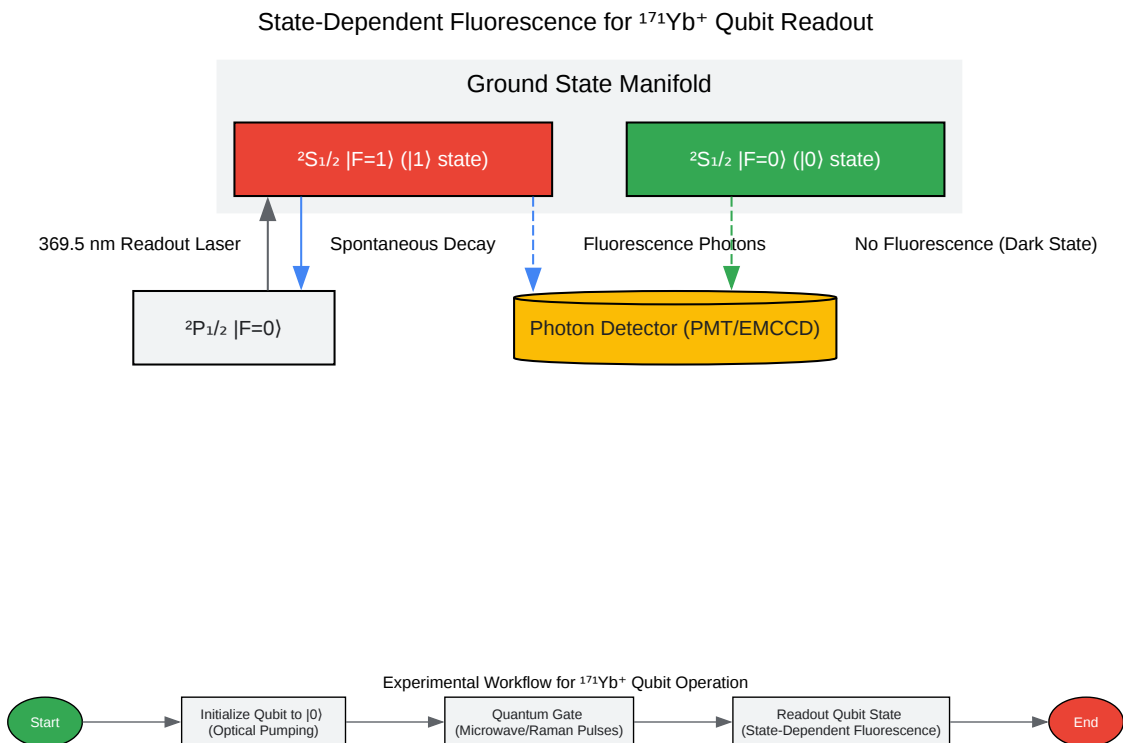 State-Dependent Fluorescence for ¹⁷¹Yb⁺ Qubit Readout
Ground State Manifold
²S₁/₂ |F=1⟩ (|1⟩ state)
²S₁/₂ |F=0⟩ (|0⟩ state)
369.5 nm Readout Laser
Spontaneous Decay
Fluorescence Photons
No Fluorescence (Dark State)
²P₁/₂ |F=0⟩
Photon Detector (PMT/EMCCD)
Experimental Workflow for ¹⁷¹Yb⁺ Qubit Operation
Start
Initialize Qubit to |0⟩
(Optical Pumping)
Quantum Gate
(Microwave/Raman Pulses)
Readout Qubit State
(State-Dependent Fluorescence)
End